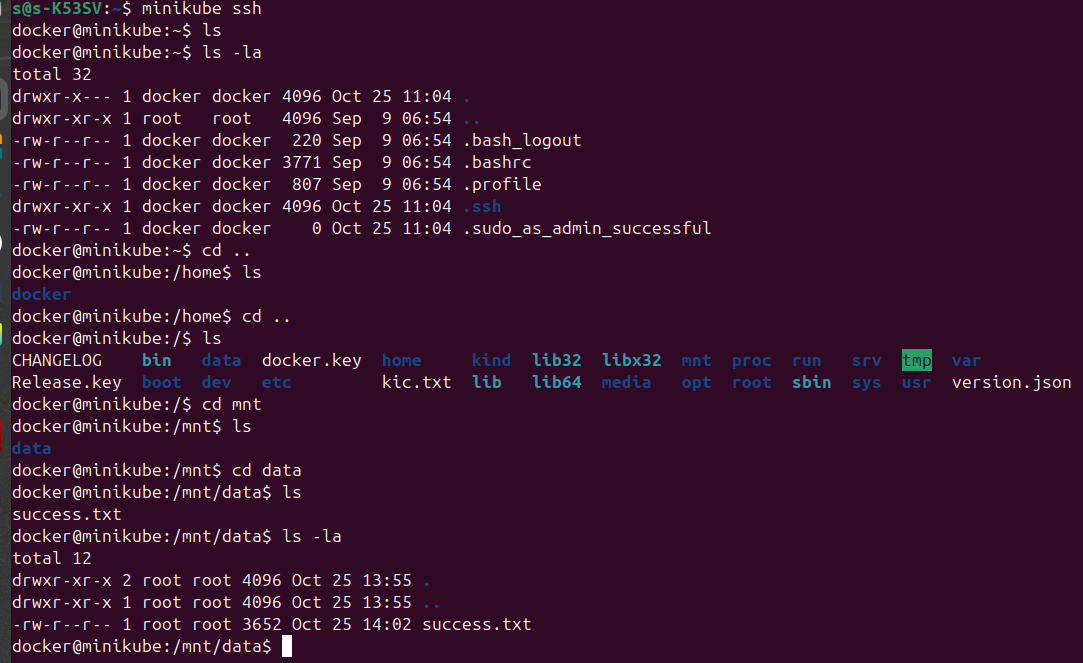 s@s-K53SV:~$ minikube ssh
docker@minikube:~$ ls
docker@minikube:~$ ls -la
total 32
drwxr-x--- 1 docker docker 4096 Oct 25 11:04 .
drwxr-xr-x 1 root   root   4096 Sep  9 06:54 ..
-rw-r--r-- 1 docker docker  220 Sep  9 06:54 .bash_logout
-rw-r--r-- 1 docker docker 3771 Sep  9 06:54 .bashrc
-rw-r--r-- 1 docker docker  807 Sep  9 06:54 .profile
drwxr-xr-x 1 docker docker 4096 Oct 25 11:04 .ssh
-rw-r--r-- 1 docker docker    0 Oct 25 11:04 .sudo_as_admin_successful
docker@minikube:~$ cd ..
docker@minikube:/home$ ls
docker
docker@minikube:/home$ cd ..
docker@minikube:/$ ls
CHANGELOG    bin   data  docker.key  home     kind  lib32  libx32  mnt  proc  run   srv  tmp  var
Release.key  boot  dev   etc         kic.txt  lib   lib64  media   opt  root  sbin  sys  usr  version.json
docker@minikube:/$ cd mnt
docker@minikube:/mnt$ ls
data
docker@minikube:/mnt$ cd data
docker@minikube:/mnt/data$ ls
success.txt
docker@minikube:/mnt/data$ ls -la
total 12
drwxr-xr-x 2 root root 4096 Oct 25 13:55 .
drwxr-xr-x 1 root root 4096 Oct 25 13:55 ..
-rw-r--r-- 1 root root 3652 Oct 25 14:02 success.txt
docker@minikube:/mnt/data$